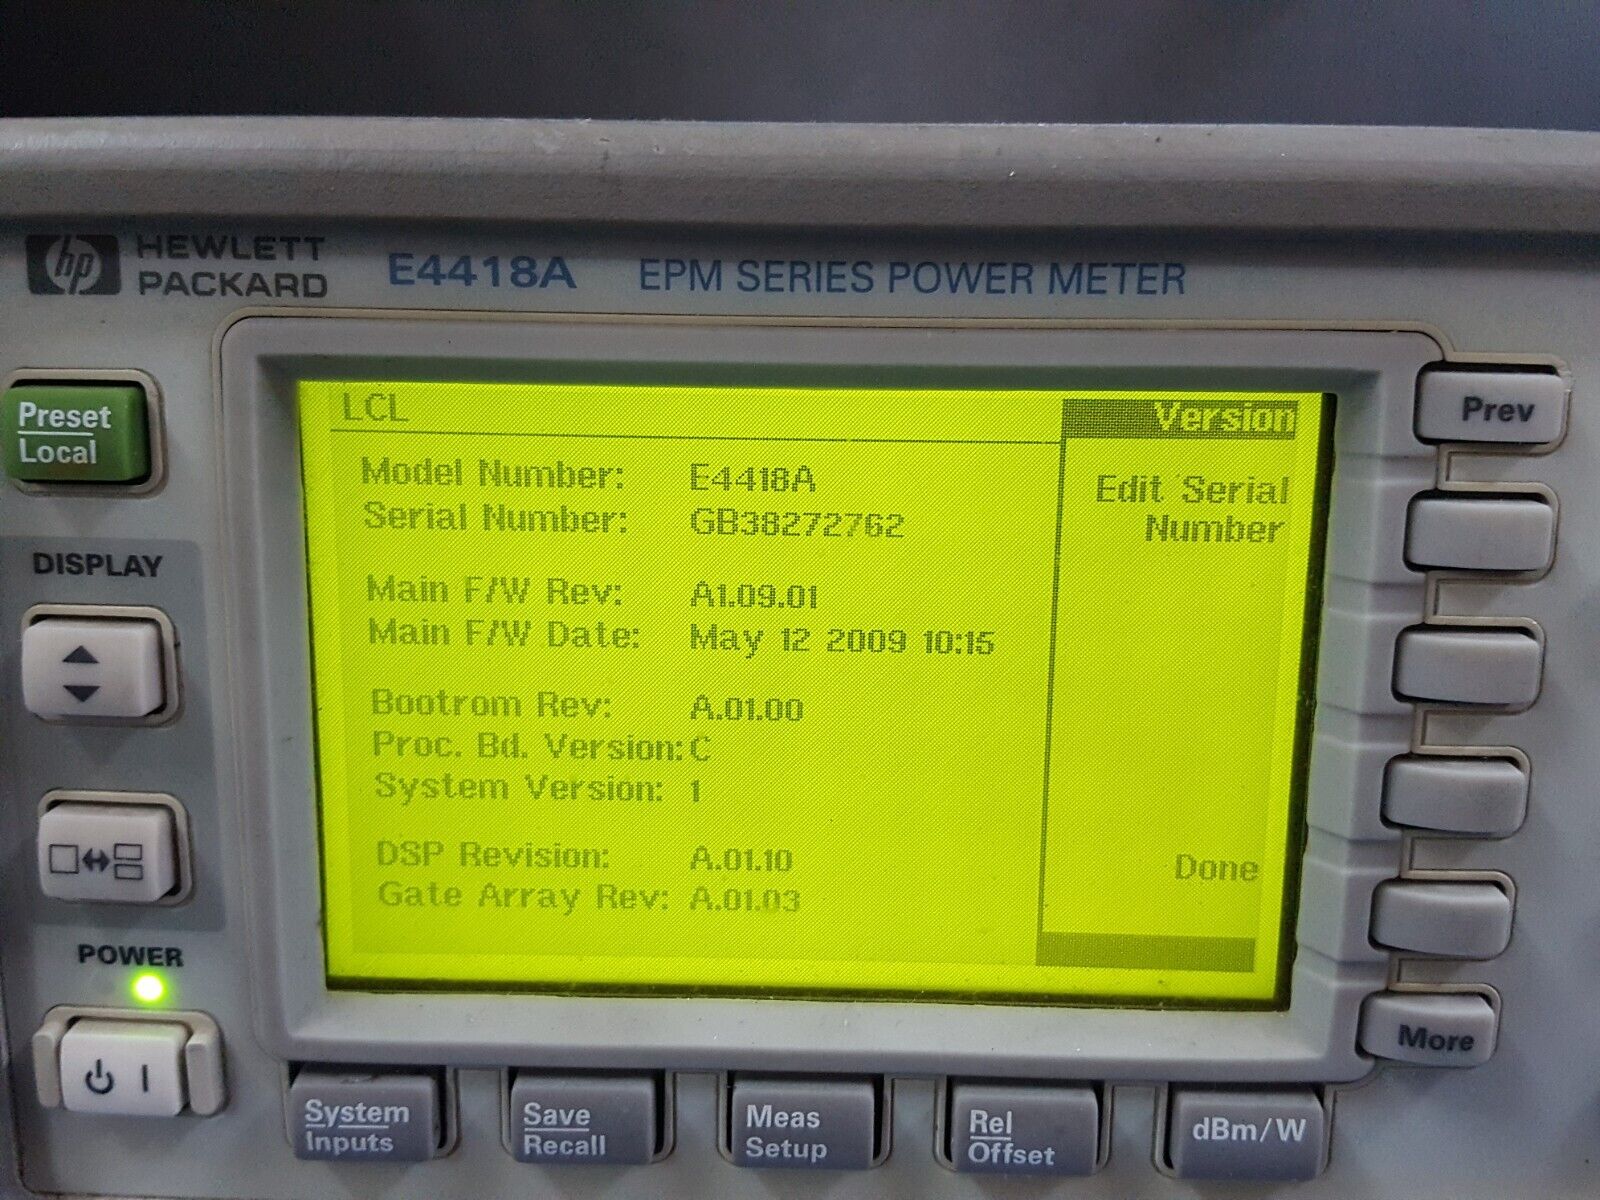 hp HEWLETT
PACKARD
E4418A EPM SERIES POWER METER
Preset
Local
DISPLAY
POWER
LCL
Version
Model Number: E4418A
Serial Number: GB38272762
Main F/W Rev: A1.09.01
Main F/W Date: May 12 2009 10:15
Bootrom Rev: A.01.00
Proc. Bd. Version: C
System Version: 1
DSP Revision: A.01.10
Gate Array Rev: A.01.03
Edit Serial
Number
Done
Prev
More
System
Inputs
Save
Recall
Meas
Setup
Rel
Offset
dBm/W